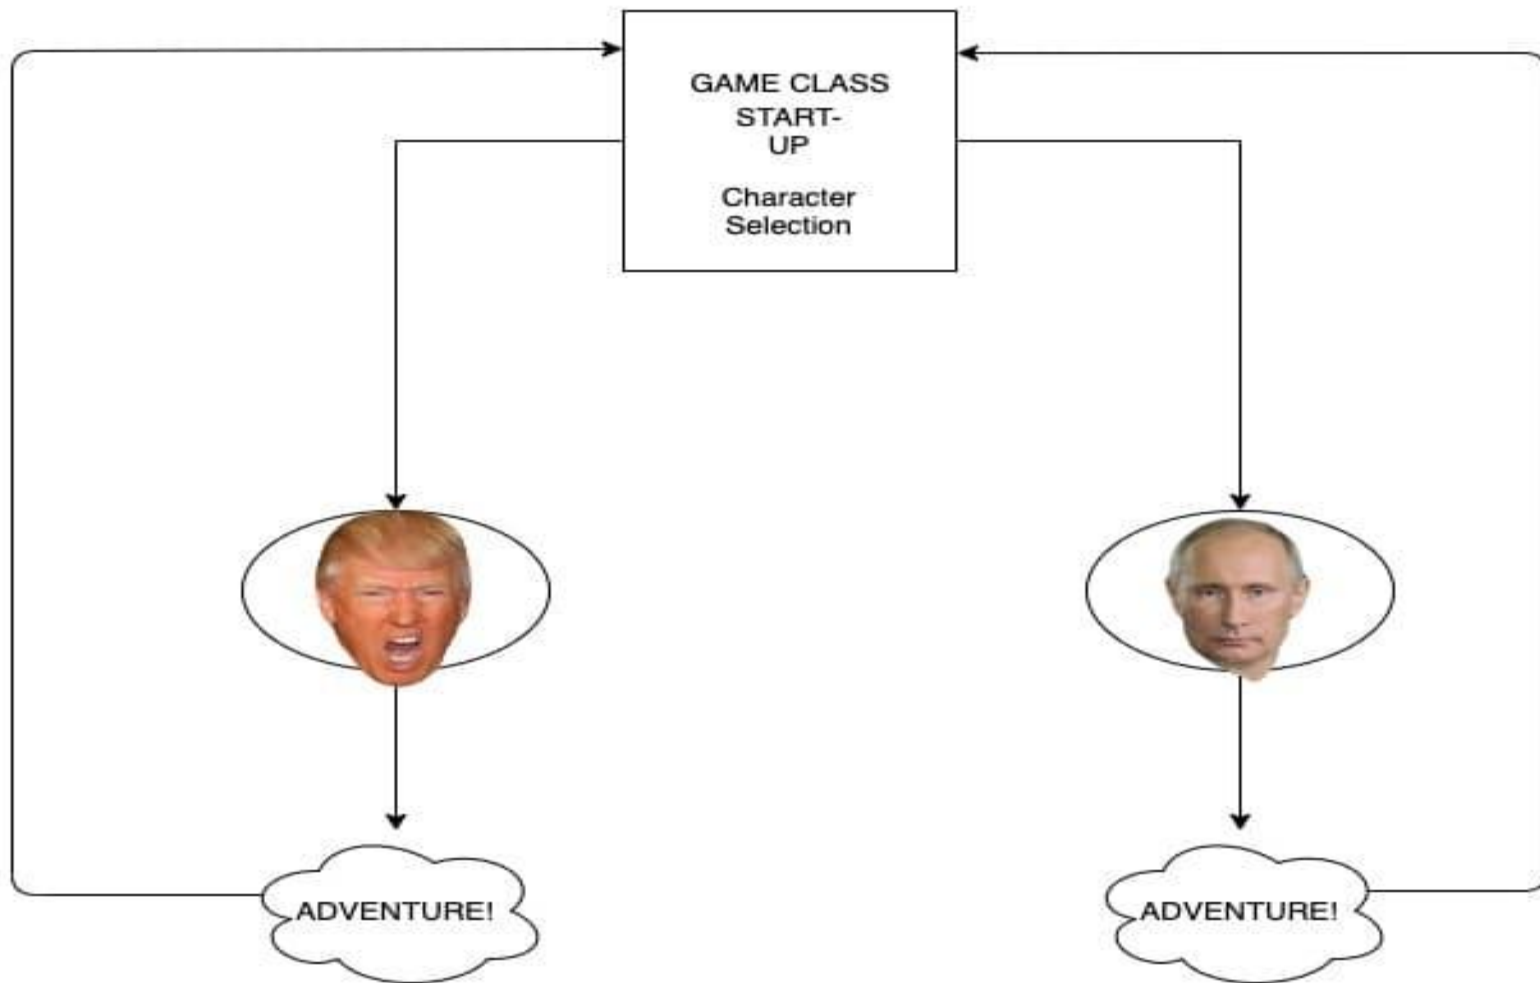 GAME CLASS
START-
UP
Character
Selection
ADVENTURE!
ADVENTURE!